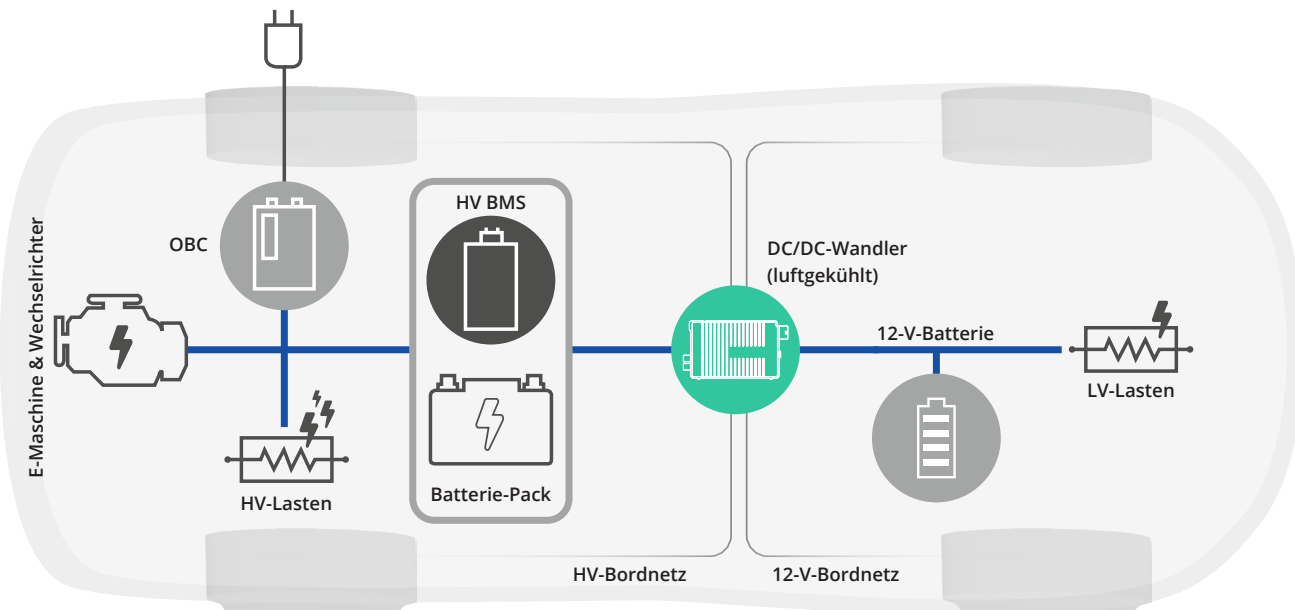 E-Maschine & Wechselrichter
OBC
HV-Lasten
HV BMS
Batterie-Pack
DC/DC-Wandler
(luftgekühlt)
12-V-Batterie
LV-Lasten
HV-Bordnetz
12-V-Bordnetz